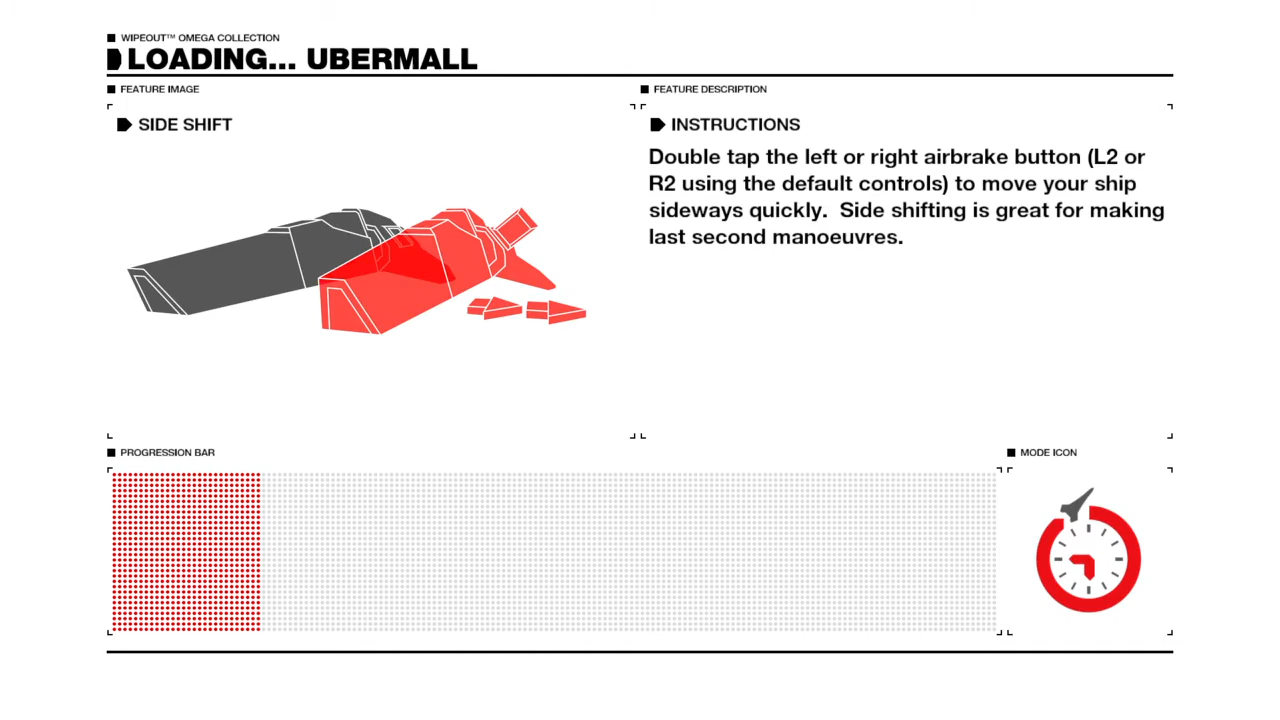 WIPEOUT™ OMEGA COLLECTION
LOADING... UBERMALL
FEATURE IMAGE
SIDE SHIFT
FEATURE DESCRIPTION
INSTRUCTIONS
Double tap the left or right airbrake button (L2 or
R2 using the default controls) to move your ship
sideways quickly.  Side shifting is great for making
last second manoeuvres.
PROGRESSION BAR
MODE ICON